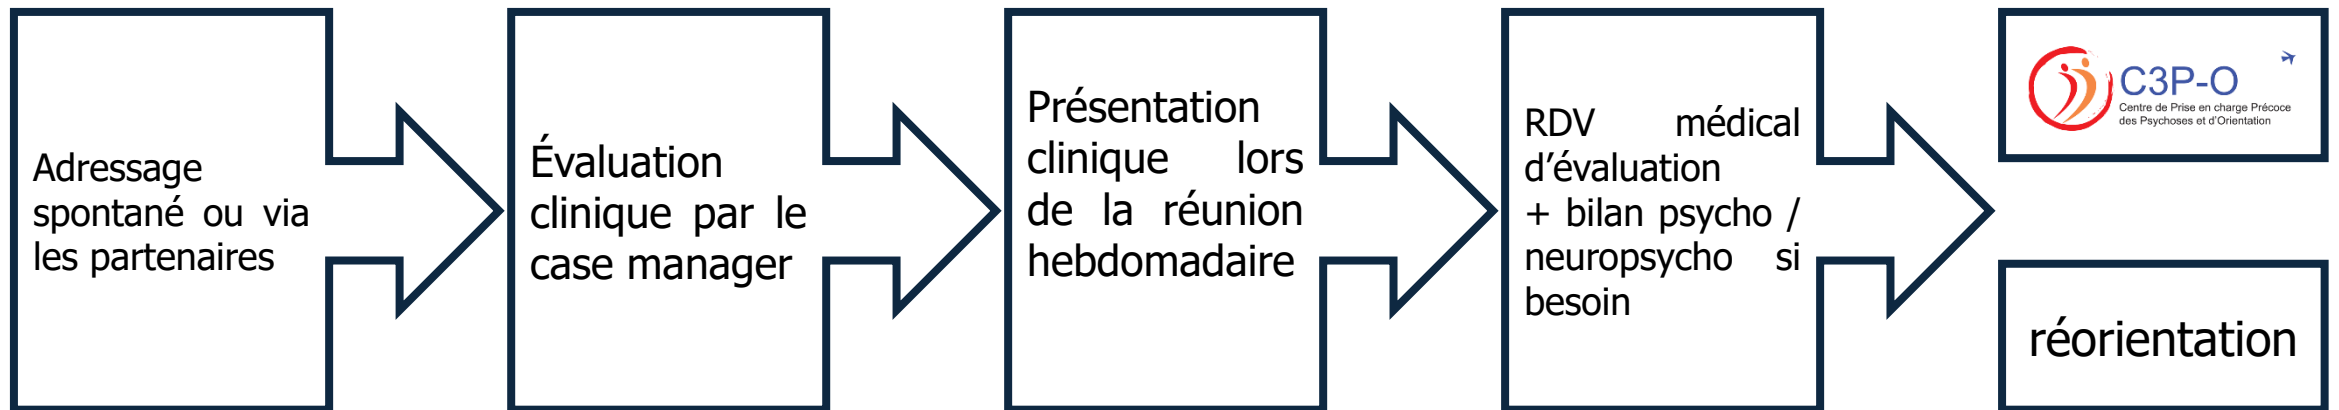 Adressage
spontané ou via
les partenaires
Évaluation
clinique par le
case manager
Présentation
clinique lors
de la réunion
hebdomadaire
RDV médical
d’évaluation
+ bilan psycho /
neuropsycho si
besoin
C3P-O
Centre de Prise en charge Précoce
des Psychoses et d’Orientation
réorientation